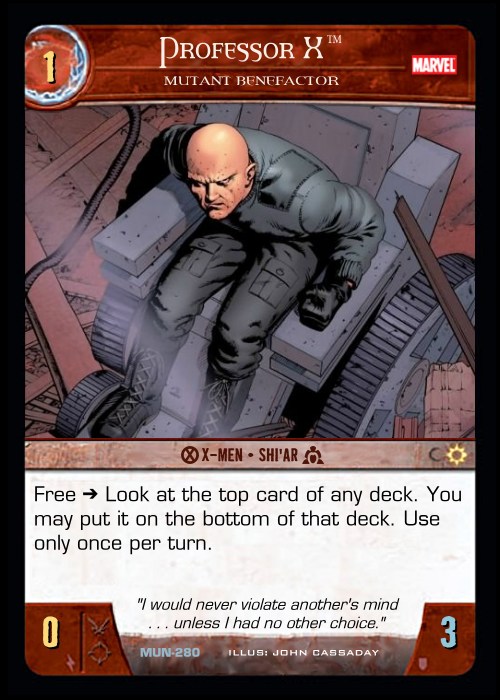 1
Professor X™
Mutant Benefactor
MARVEL
X-MEN • SHI'AR
C
Free ➔ Look at the top card of any deck. You
may put it on the bottom of that deck. Use
only once per turn.
"I would never violate another's mind
. . . unless I had no other choice."
0
3
MUN-280 ILLUS: JOHN CASSADAY